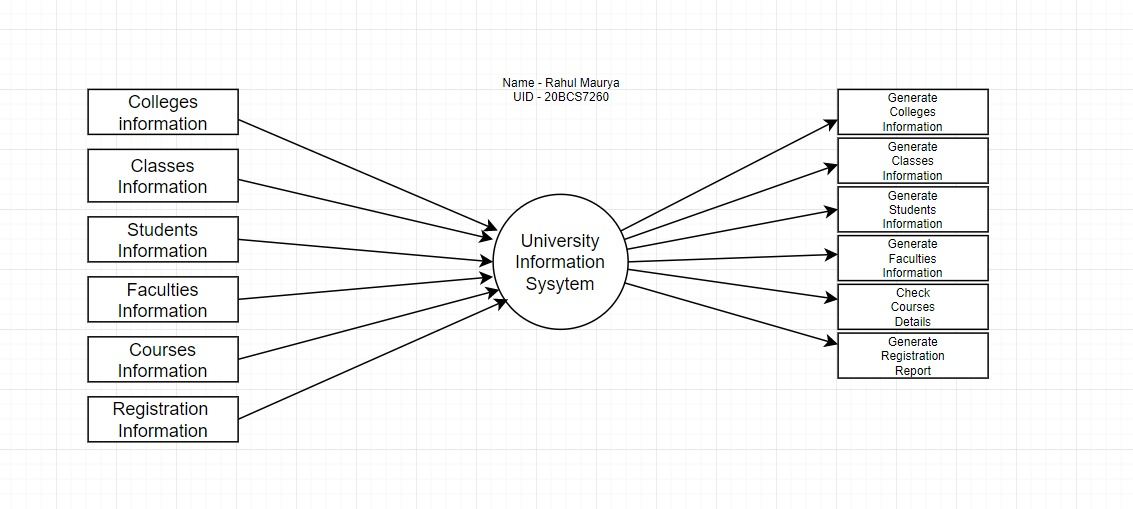 Name - Rahul Maurya
UID - 20BCS7260
Colleges
information
Classes
Information
Students
Information
Faculties
Information
Courses
Information
Registration
Information
University
Information
Sysytem
Generate
Colleges
Information
Generate
Classes
Information
Generate
Students
Information
Generate
Faculties
Information
Check
Courses
Details
Generate
Registration
Report